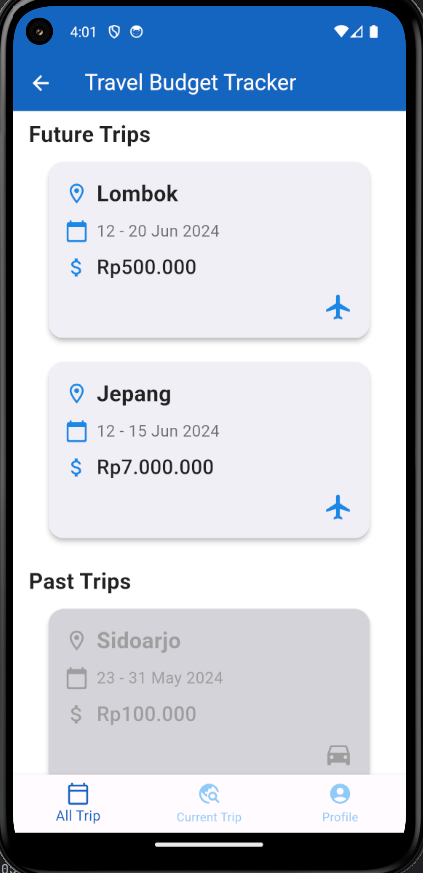 4:01
Travel Budget Tracker
Future Trips
Lombok
12 - 20 Jun 2024
$ Rp500.000
Jepang
12 - 15 Jun 2024
$ Rp7.000.000
Past Trips
Sidoarjo
23 - 31 May 2024
$ Rp100.000
All Trip
Current Trip
Profile